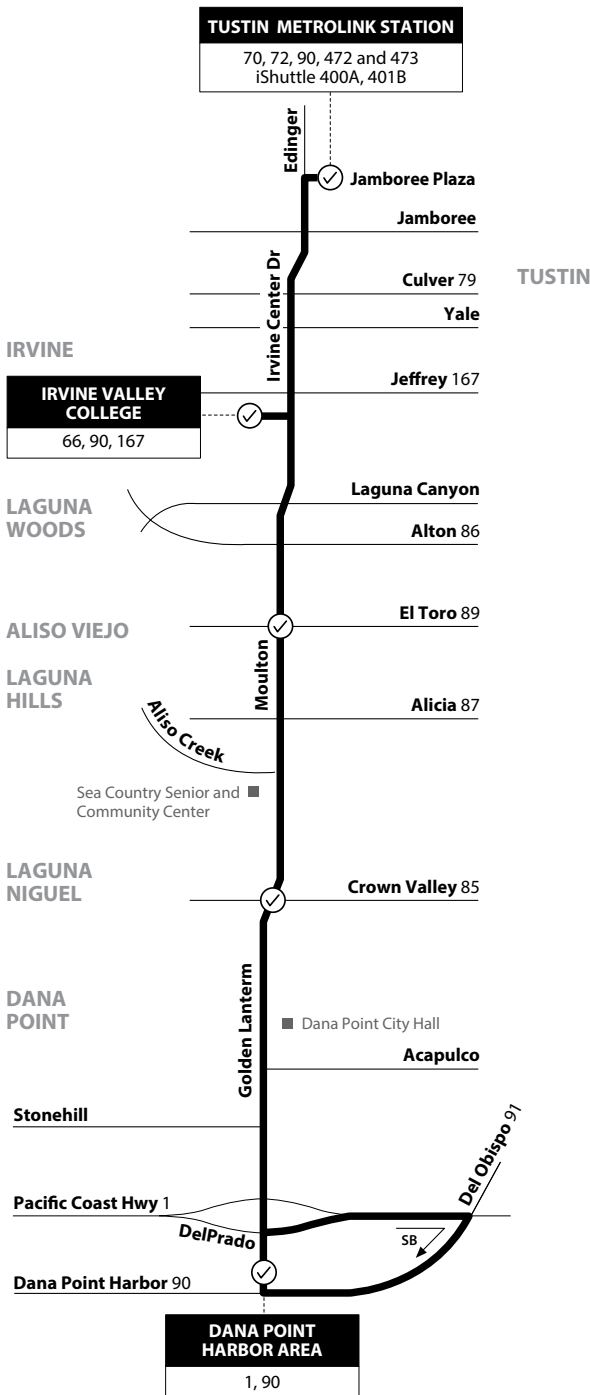 TUSTIN METROLINK STATION
70, 72, 90, 472 and 473
iShuttle 400A, 401B
Edinger
Jamboree Plaza
Jamboree
Irvine Center Dr
Culver 79
TUSTIN
Yale
IRVINE
Jeffrey 167
IRVINE VALLEY
COLLEGE
66, 90, 167
Laguna Canyon
LAGUNA
WOODS
Alton 86
El Toro 89
ALISO VIEJO
Moulton
LAGUNA
HILLS
Alicia 87
Aliso Creek
Sea Country Senior and
Community Center
LAGUNA
NIGUEL
Crown Valley 85
DANA
POINT
Golden Lanterm
Dana Point City Hall
Acapulco
Stonehill
Del Obispo 91
Pacific Coast Hwy 1
DelPrado
SB
Dana Point Harbor 90
DANA POINT
HARBOR AREA
1, 90